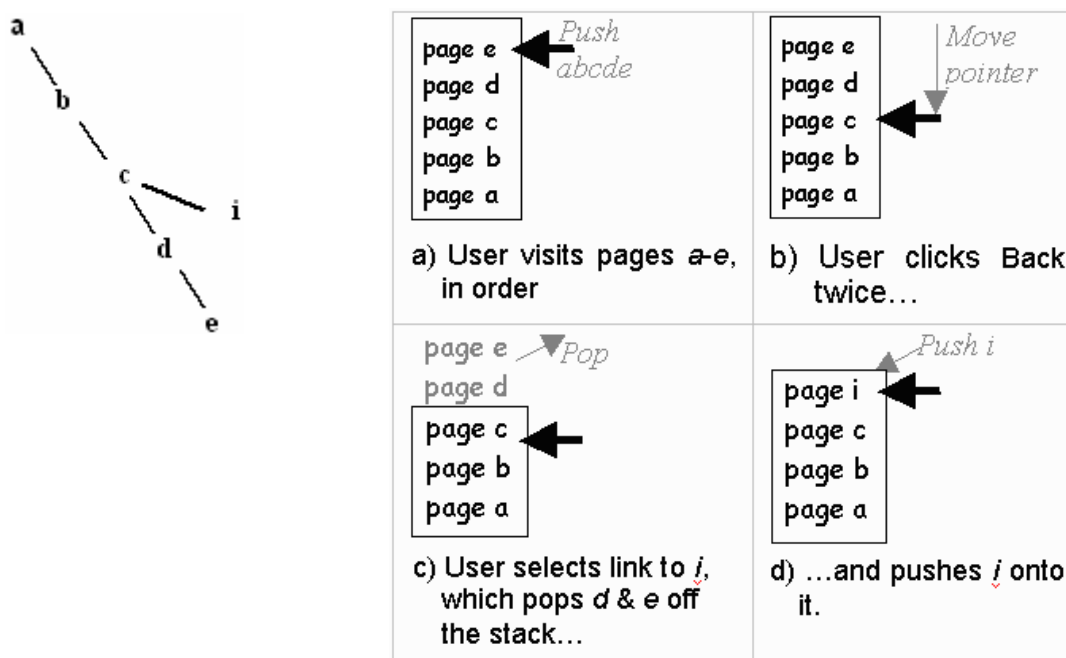 a
b
c
i
d
e
page e
page d
page c
page b
page a
Push
abcde
a) User visits pages a-e,
in order
page e
page d
page c
page b
page a
Move
pointer
b) User clicks Back
twice…
page e
page d
Pop
page c
page b
page a
c) User selects link to i,
which pops d & e off
the stack…
Push i
page i
page c
page b
page a
d) …and pushes i onto
it.